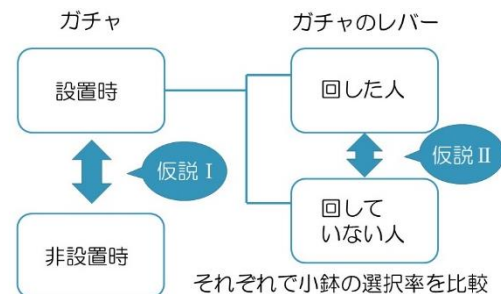 ガチャ
ガチャのレバー
設置時
回した人
仮説Ⅰ
仮説Ⅱ
非設置時
回して
いない人
それぞれで小鉢の選択率を比較